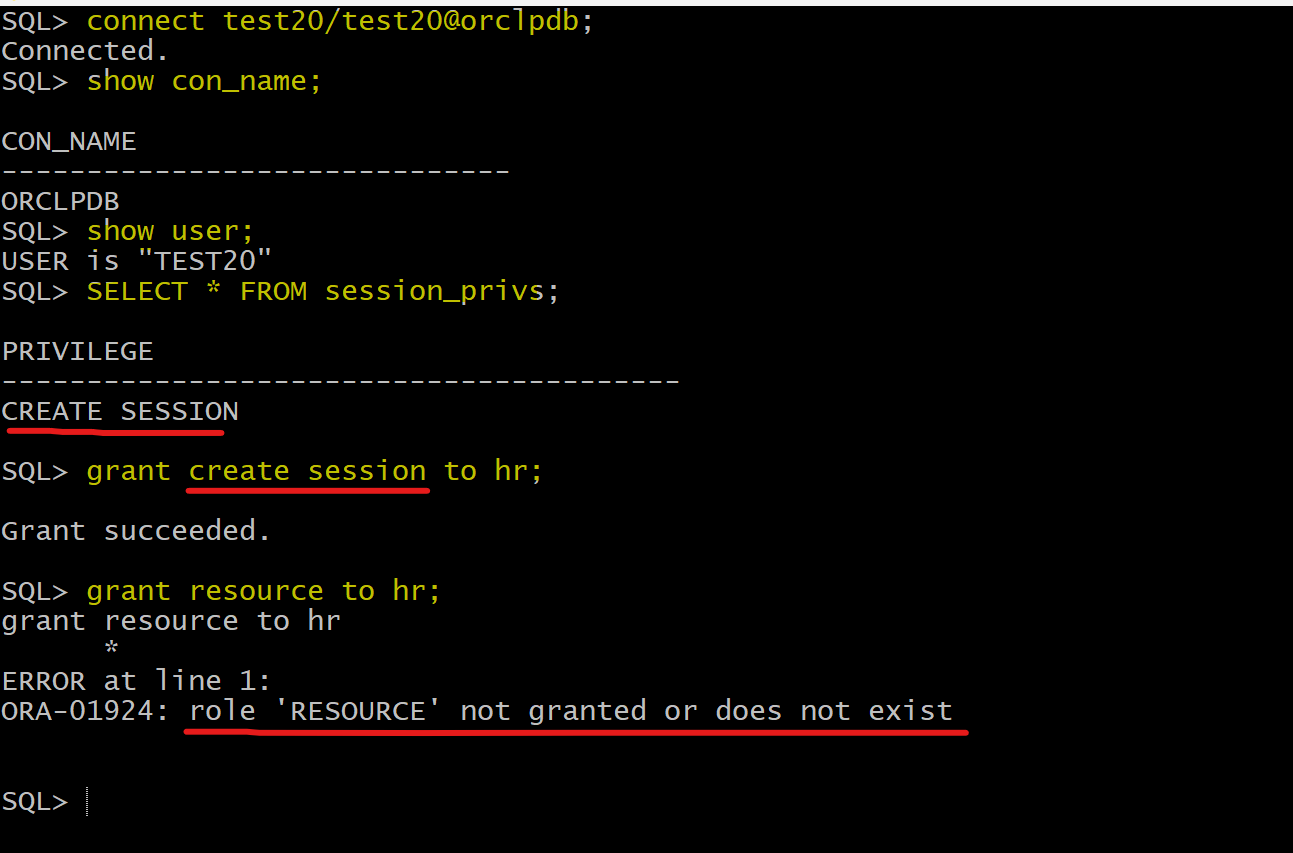 SQL> connect test20/test20@orclpdb;
Connected.
SQL> show con_name;
CON_NAME
------------------------------
ORCLPDB
SQL> show user;
USER is "TEST20"
SQL> SELECT * FROM session_privs;
PRIVILEGE
----------------------------------------
CREATE SESSION
SQL> grant create session to hr;
Grant succeeded.
SQL> grant resource to hr;
grant resource to hr
*
ERROR at line 1:
ORA-01924: role 'RESOURCE' not granted or does not exist
SQL>